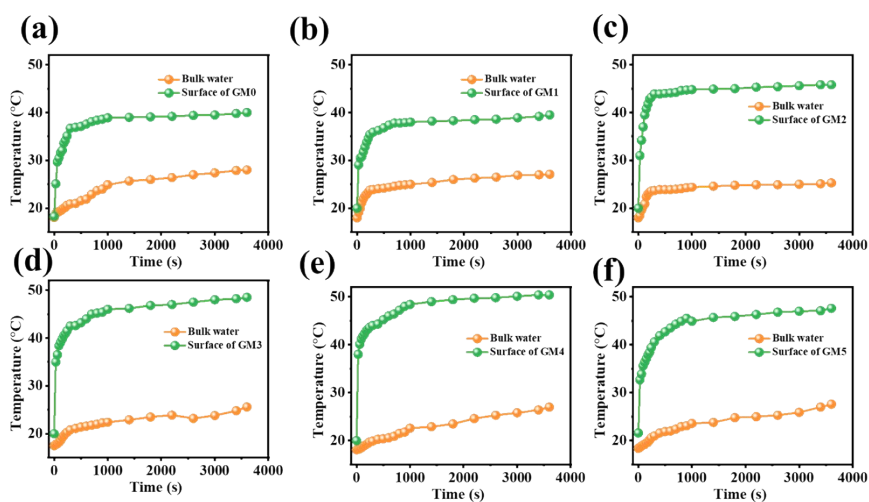 (a)
50
40
30
20
Temperature (°C)
Bulk water
Surface of GM0
0 1000 2000 3000 4000
Time (s)
(b)
50
40
30
20
Temperature (°C)
Bulk water
Surface of GM1
0 1000 2000 3000 4000
Time (s)
(c)
50
40
30
20
Temperature (°C)
Bulk water
Surface of GM2
0 1000 2000 3000 4000
Time (s)
(d)
50
40
30
20
Temperature (°C)
Bulk water
Surface of GM3
0 1000 2000 3000 4000
Time (s)
(e)
50
40
30
20
Temperature (°C)
Bulk water
Surface of GM4
0 1000 2000 3000 4000
Time (s)
(f)
50
40
30
20
Temperature (°C)
Bulk water
Surface of GM5
0 1000 2000 3000 4000
Time (s)